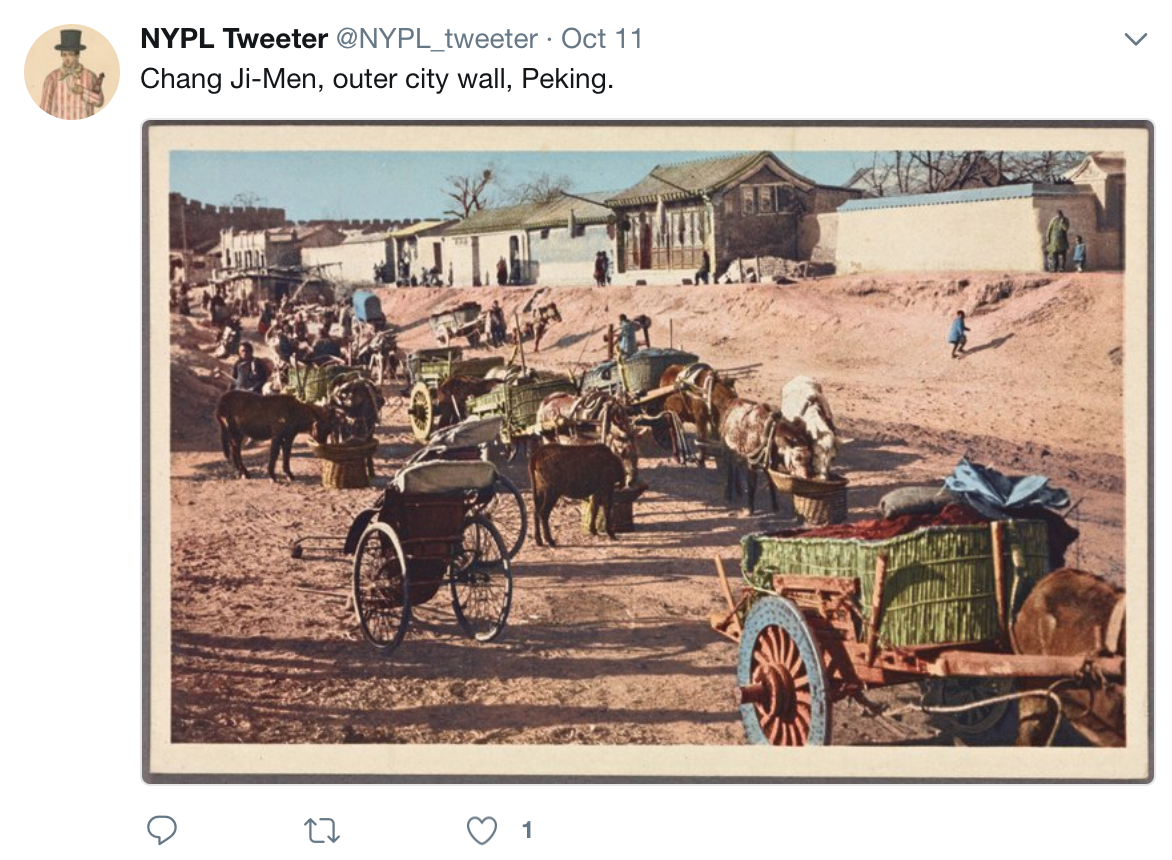 NYPL Tweeter @NYPL_tweeter · Oct 11
Chang Ji-Men, outer city wall, Peking.
1